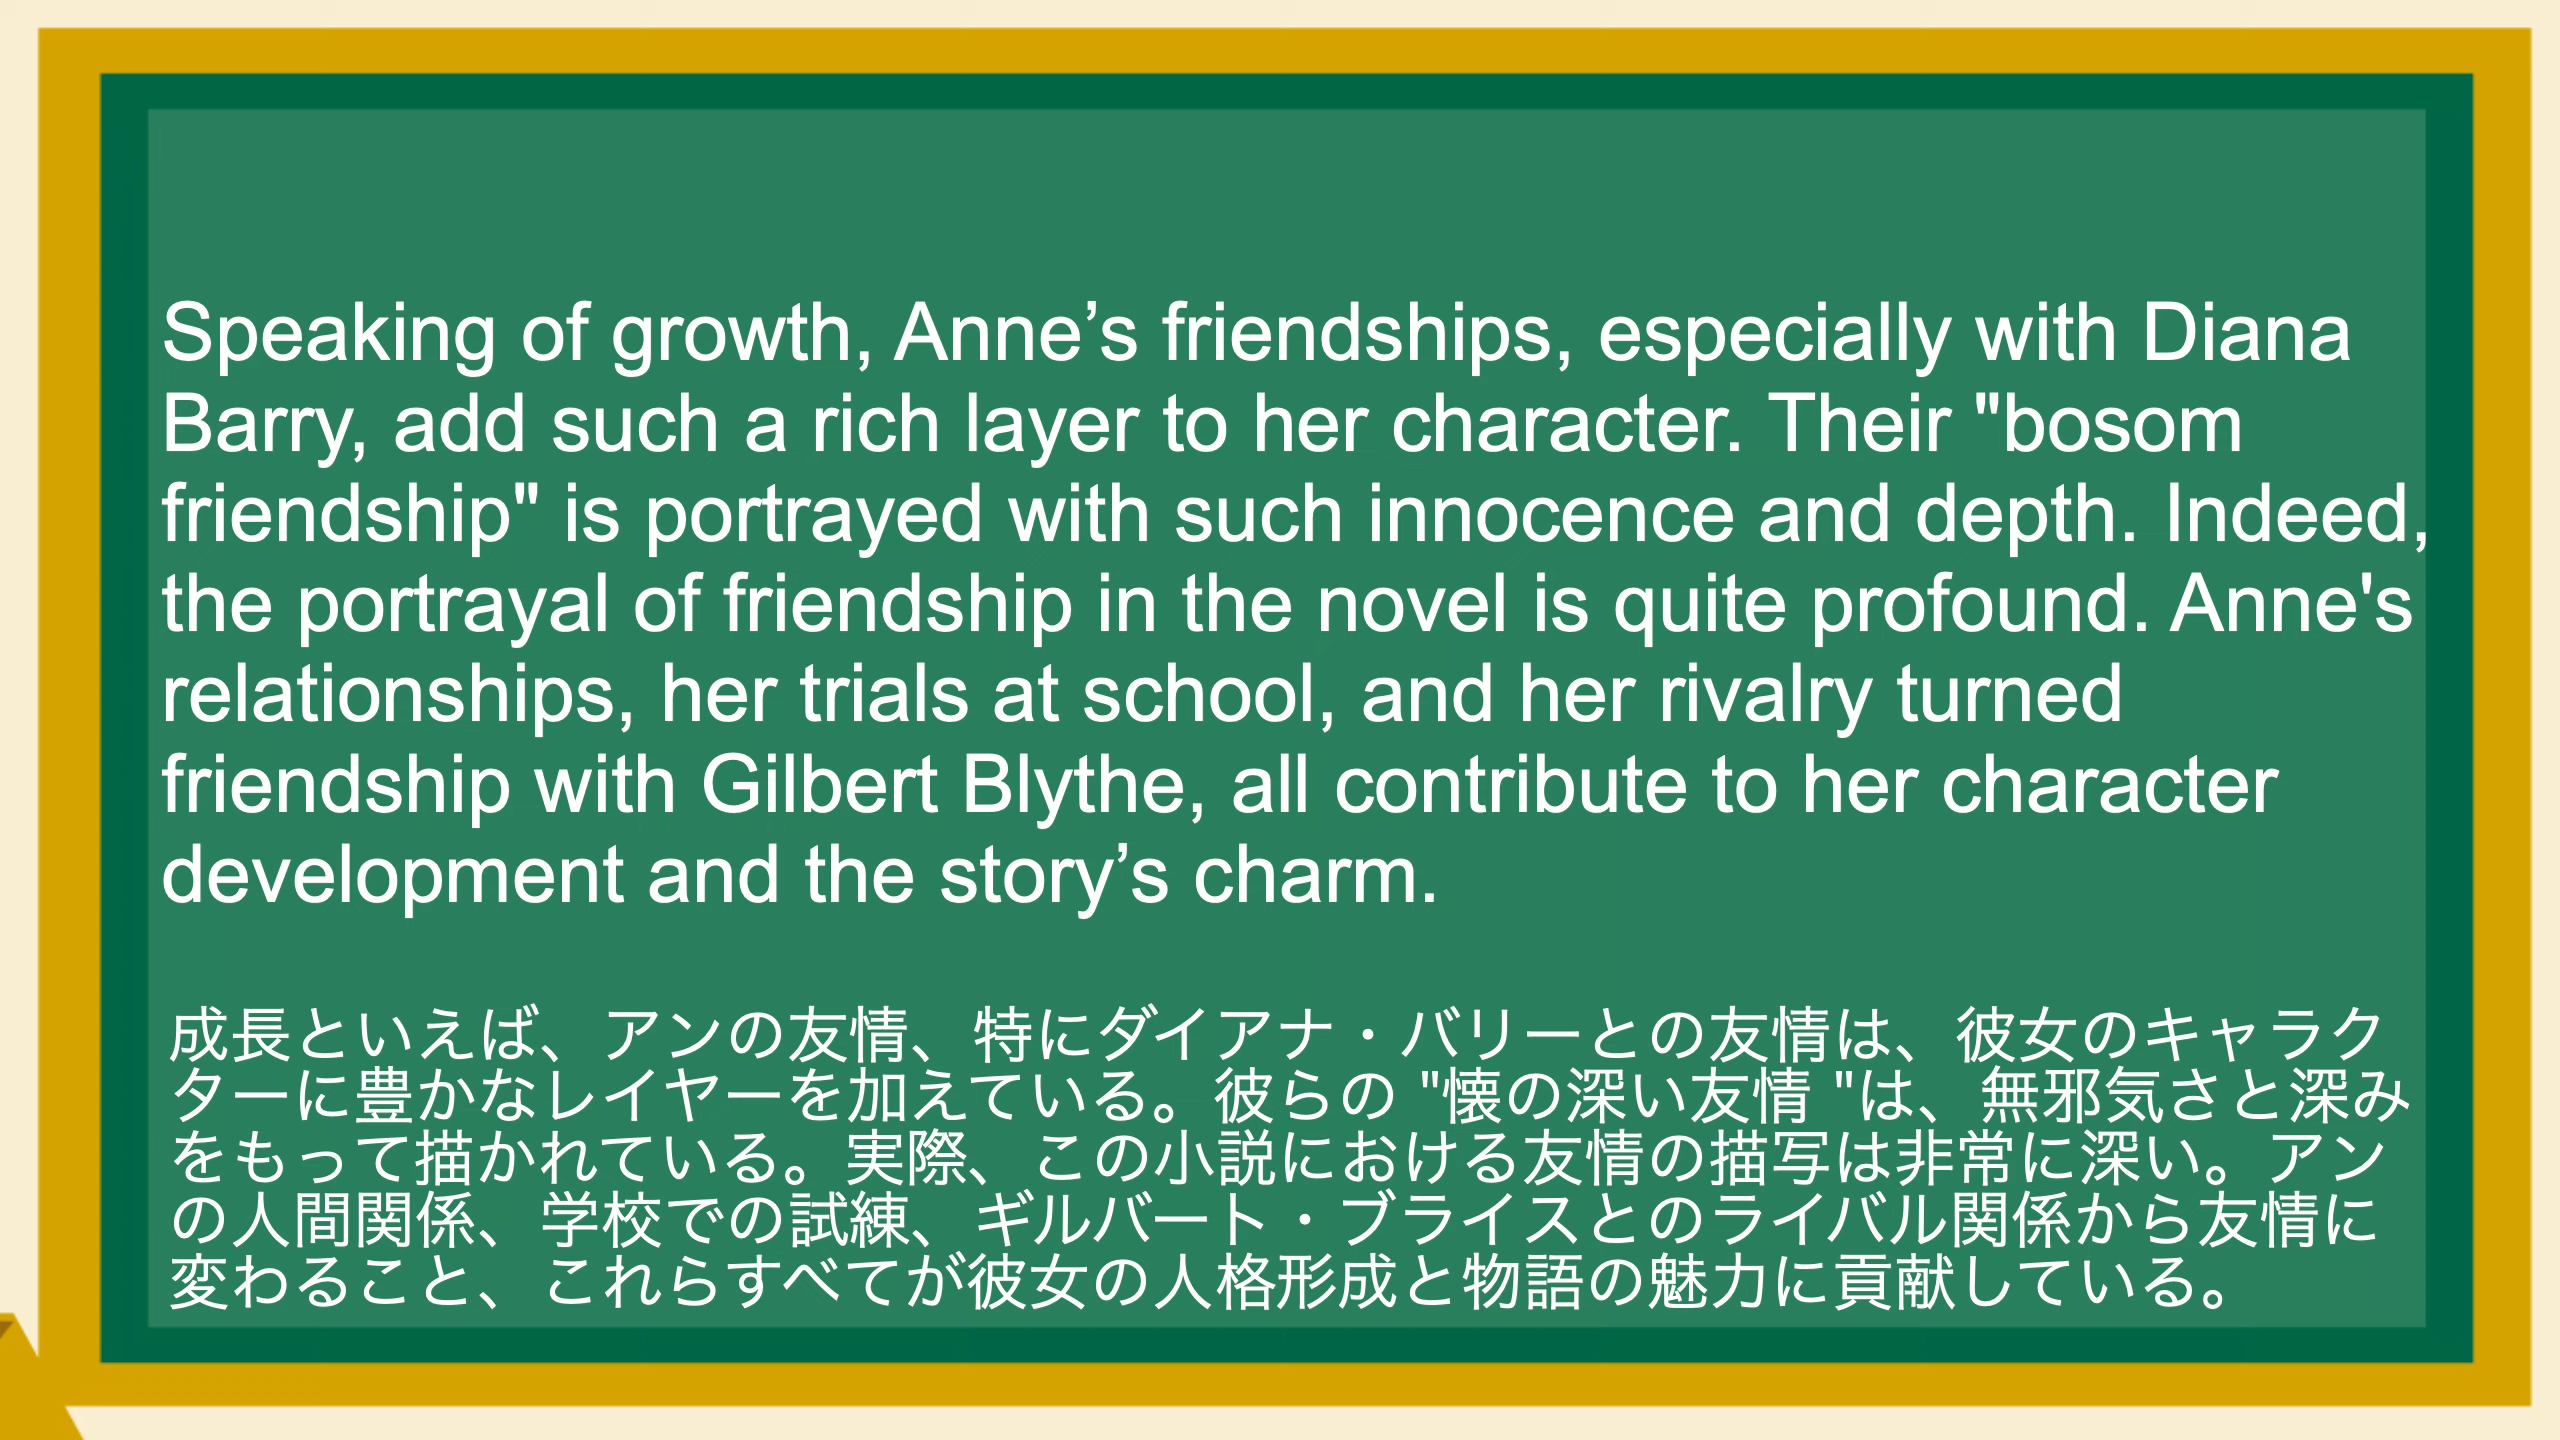 Speaking of growth, Anne’s friendships, especially with Diana
Barry, add such a rich layer to her character. Their "bosom
friendship" is portrayed with such innocence and depth. Indeed,
the portrayal of friendship in the novel is quite profound. Anne's
relationships, her trials at school, and her rivalry turned
friendship with Gilbert Blythe, all contribute to her character
development and the story’s charm.
成長といえば、アンの友情、特にダイアナ・バリーとの友情は、彼女のキャラク
ターに豊かなレイヤーを加えている。彼らの "懐の深い友情 "は、無邪気さと深み
をもって描かれている。実際、この小説における友情の描写は非常に深い。アン
の人間関係、学校での試練、ギルバート・ブライスとのライバル関係から友情に
変わること、これらすべてが彼女の人格形成と物語の魅力に貢献している。